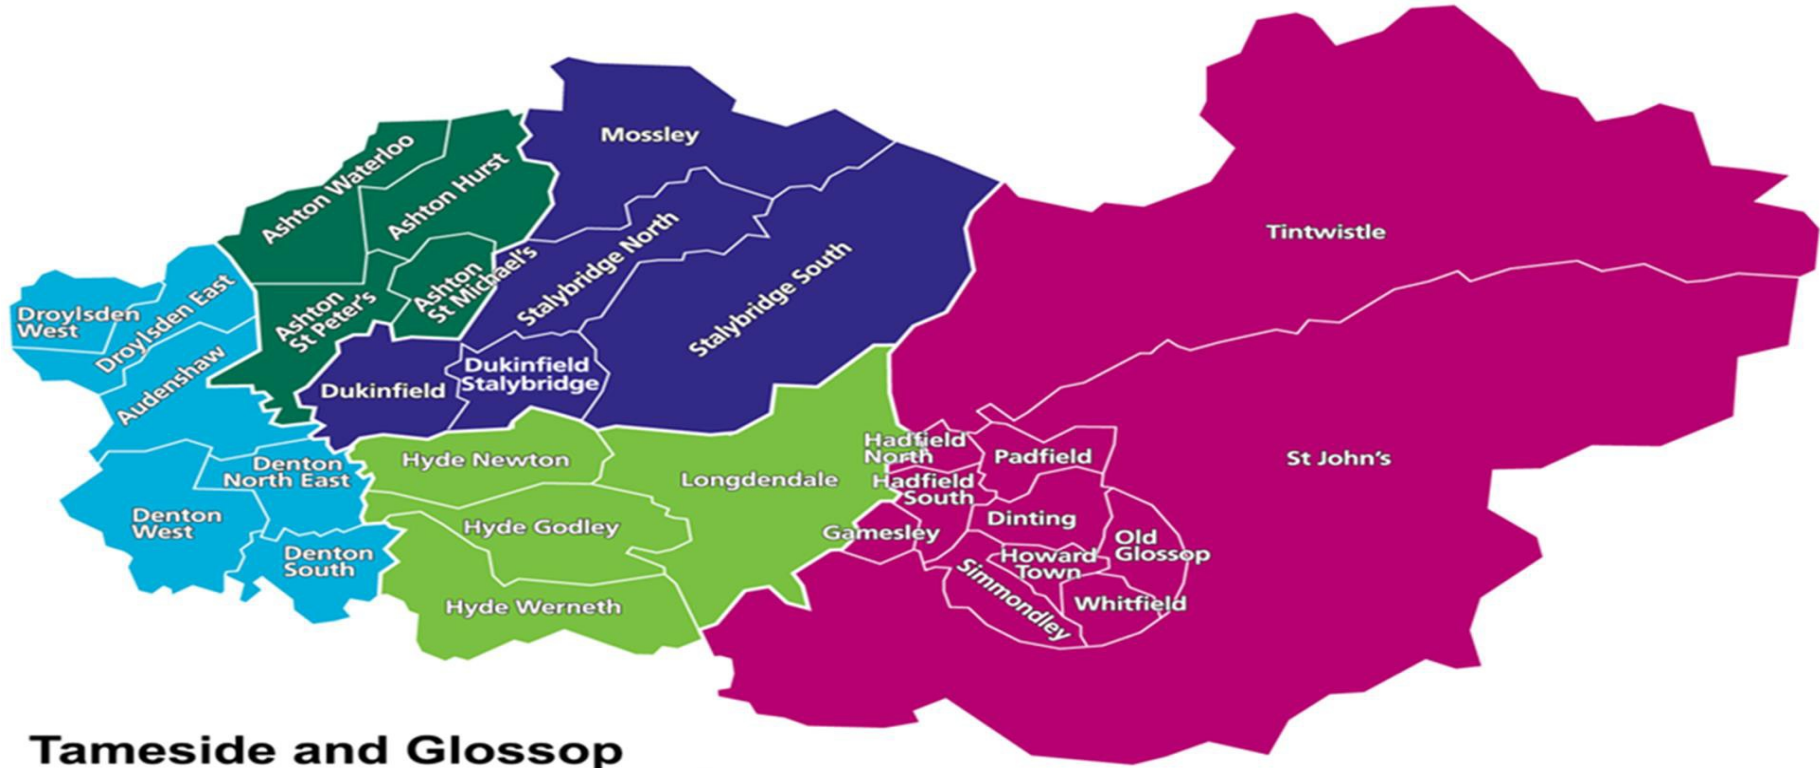 Mossley
Ashton Waterloo
Ashton Hurst
Tintwistle
Stalybridge North
Stalybridge South
Ashton
St Michael's
Ashton
St Peter's
Droylsden
West
Droylsden East
Audenshaw
Dukinfield
Dukinfield
Stalybridge
Hadfield
North
Padfield
St John's
Hyde Newton
Longdendale
Denton
North East
Hadfield
South
Denton
West
Hyde Godley
Gamesley
Dinting
Old
Glossop
Denton
South
Howard
Town
Simmondley
Whitfield
Hyde Werneth
Tameside and Glossop